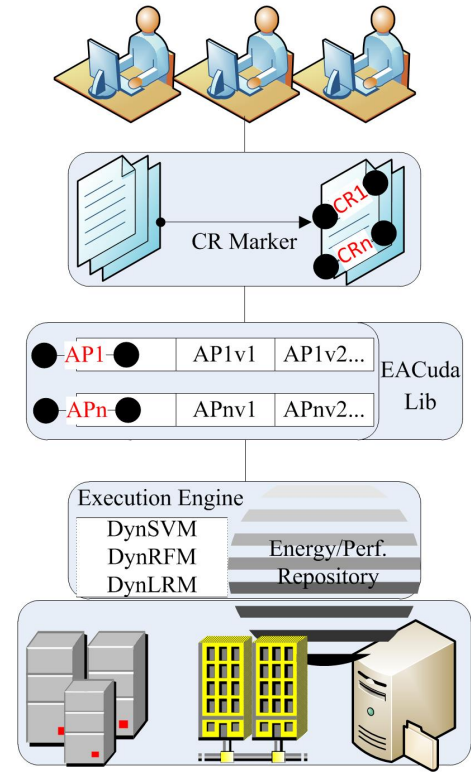 CR1
CR Marker
CRn
AP1 AP1v1 AP1v2...
EACuda
Lib
APn APnv1 APnv2...
Execution Engine
DynSVM
DynRFM
DynLRM
Energy/Perf.
Repository